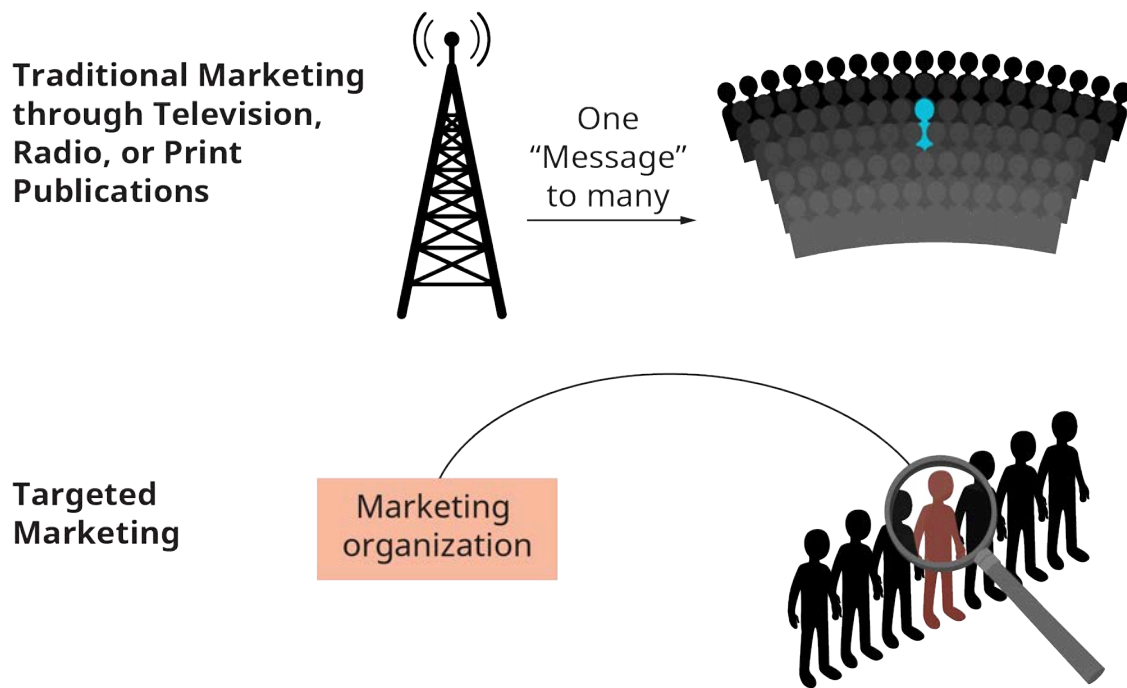 Traditional Marketing
through Television,
Radio, or Print
Publications
One
“Message”
to many
Targeted
Marketing
Marketing
organization